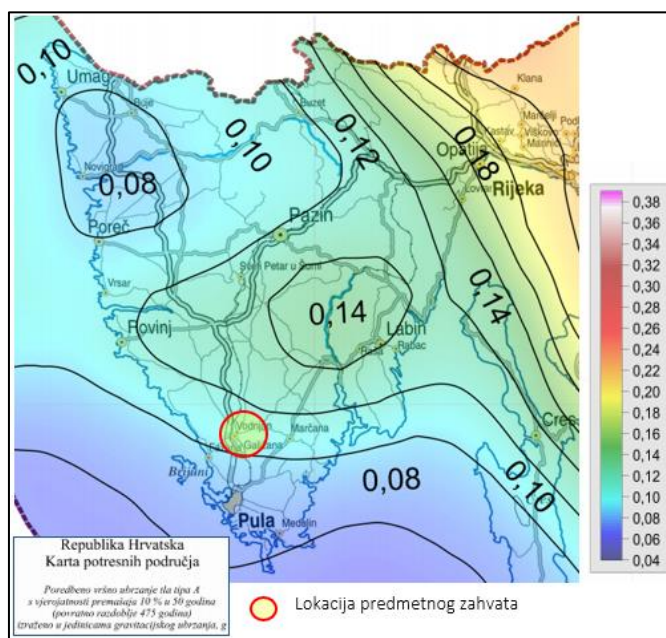 0,10
Umag
Buje
Buzet
Klana
Marčelji
Viškovo
Kastav
Opatija
0,10
0,12
0,18
Novigrad
0,08
Lovran
Rijeka
Pazin
Poreč
Sveti Petar u Šumi
Vrsar
0,14
0,14
Rovinj
Labin
Raša
Rabac
Cres
Vodnjan
Galižana
Marčana
Brijuni
0,08
0,10
Pula
Medulin
Republika Hrvatska
Karta potresnih područja
Poredbeno vršno ubrzanje tla tipa A
s vjerojatnosti premašaja 10 % u 50 godina
(povratno razdoblje 475 godina)
izraženo u jedinicama gravitacijskog ubrzanja, g
Lokacija predmetnog zahvata
0,38
0,36
0,34
0,32
0,30
0,28
0,26
0,24
0,22
0,20
0,18
0,16
0,14
0,12
0,10
0,08
0,06
0,04